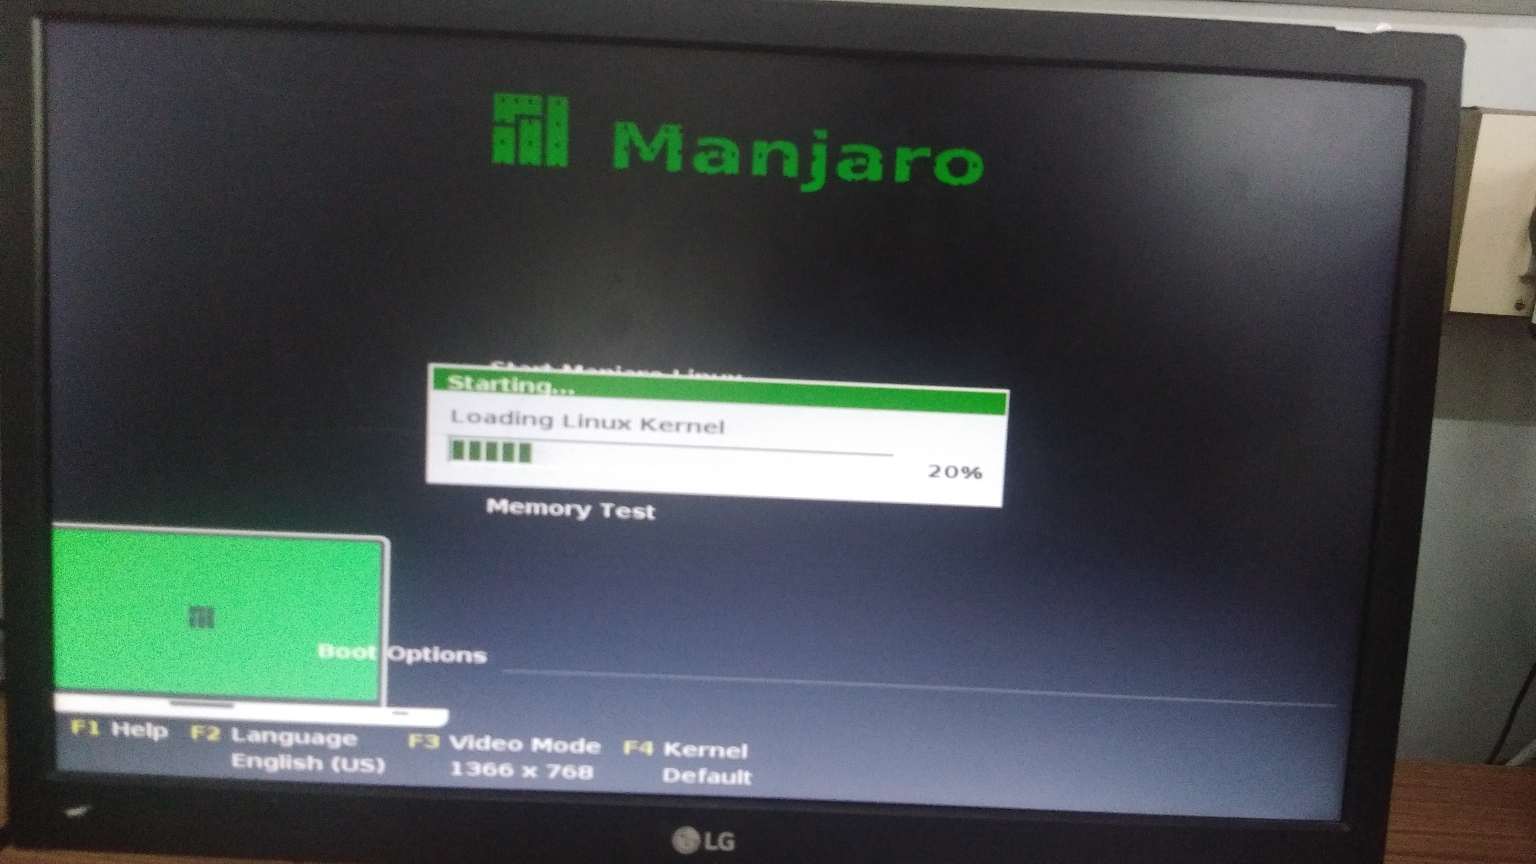 Manjaro
Start Manjaro Linux
Starting...
Loading Linux Kernel
20%
Memory Test
Boot Options
F1 Help F2 Language F3 Video Mode F4 Kernel
English (US) 1366 x 768 Default
LG